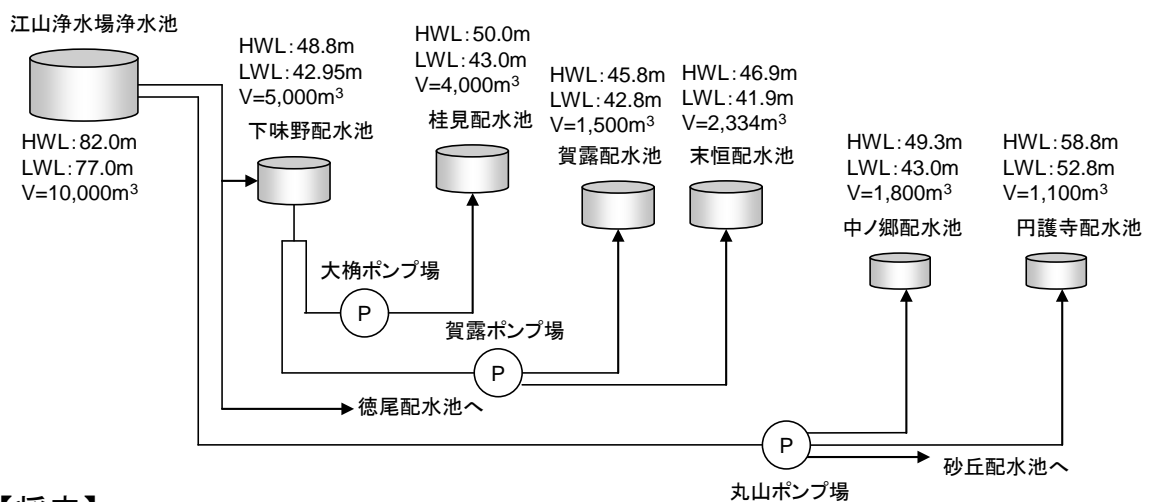 江山浄水場浄水池
HWL：82.0m
LWL：77.0m
V=10,000m³
HWL：48.8m
LWL：42.95m
V=5,000m³
下味野配水池
HWL：50.0m
LWL：43.0m
V=4,000m³
桂見配水池
HWL：45.8m
LWL：42.8m
V=1,500m³
賀露配水池
HWL：46.9m
LWL：41.9m
V=2,334m³
末恒配水池
HWL：49.3m
LWL：43.0m
V=1,800m³
中ノ郷配水池
HWL：58.8m
LWL：52.8m
V=1,100m³
円護寺配水池
大桷ポンプ場
P
賀露ポンプ場
P
徳尾配水池へ
P
砂丘配水池へ
丸山ポンプ場